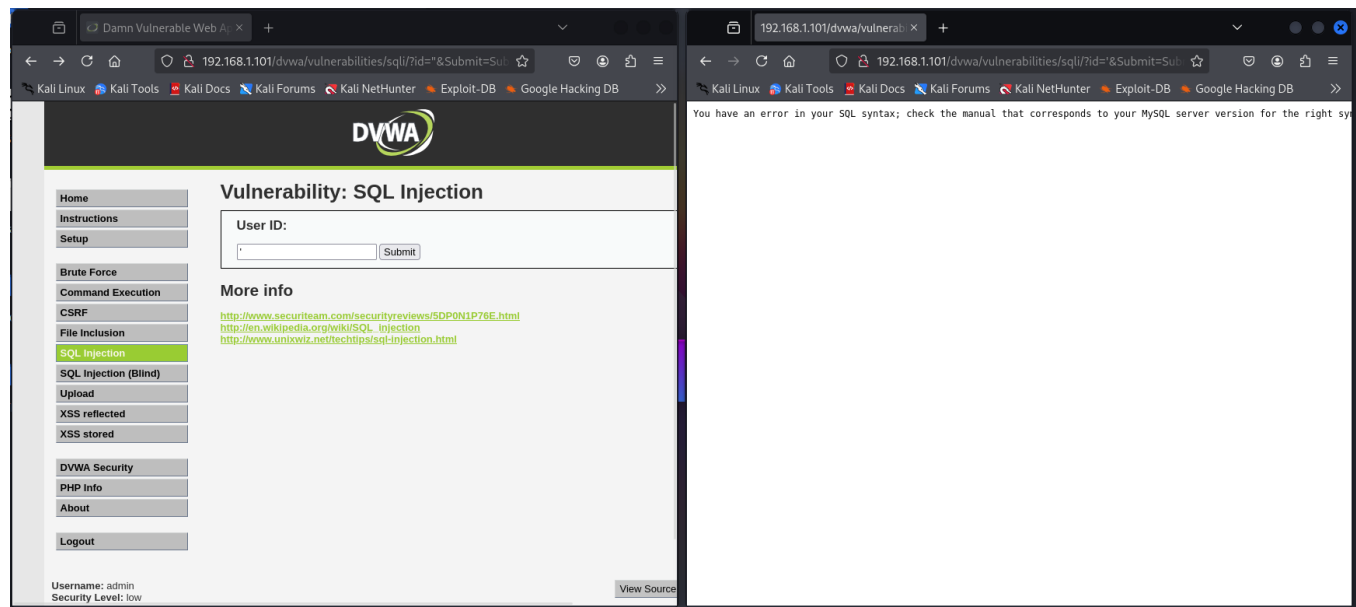 Damn Vulnerable Web Ap
192.168.1.101/dvwa/vulnerabilities/sqli/?id="&Submit=Sub
Kali Linux Kali Tools Kali Docs Kali Forums Kali NetHunter Exploit-DB Google Hacking DB
DVWA
Home
Instructions
Setup
Brute Force
Command Execution
CSRF
File Inclusion
SQL Injection
SQL Injection (Blind)
Upload
XSS reflected
XSS stored
DVWA Security
PHP Info
About
Logout
Vulnerability: SQL Injection
User ID:
' Submit
More info
http://www.securiteam.com/securityreviews/5DP0N1P76E.html
http://en.wikipedia.org/wiki/SQL_injection
http://www.unixwiz.net/techtips/sql-injection.html
Username: admin
Security Level: low
View Source
192.168.1.101/dvwa/vulnerab
192.168.1.101/dvwa/vulnerabilities/sqli/?id='&Submit=Sub
Kali Linux Kali Tools Kali Docs Kali Forums Kali NetHunter Exploit-DB Google Hacking DB
You have an error in your SQL syntax; check the manual that corresponds to your MySQL server version for the right sy